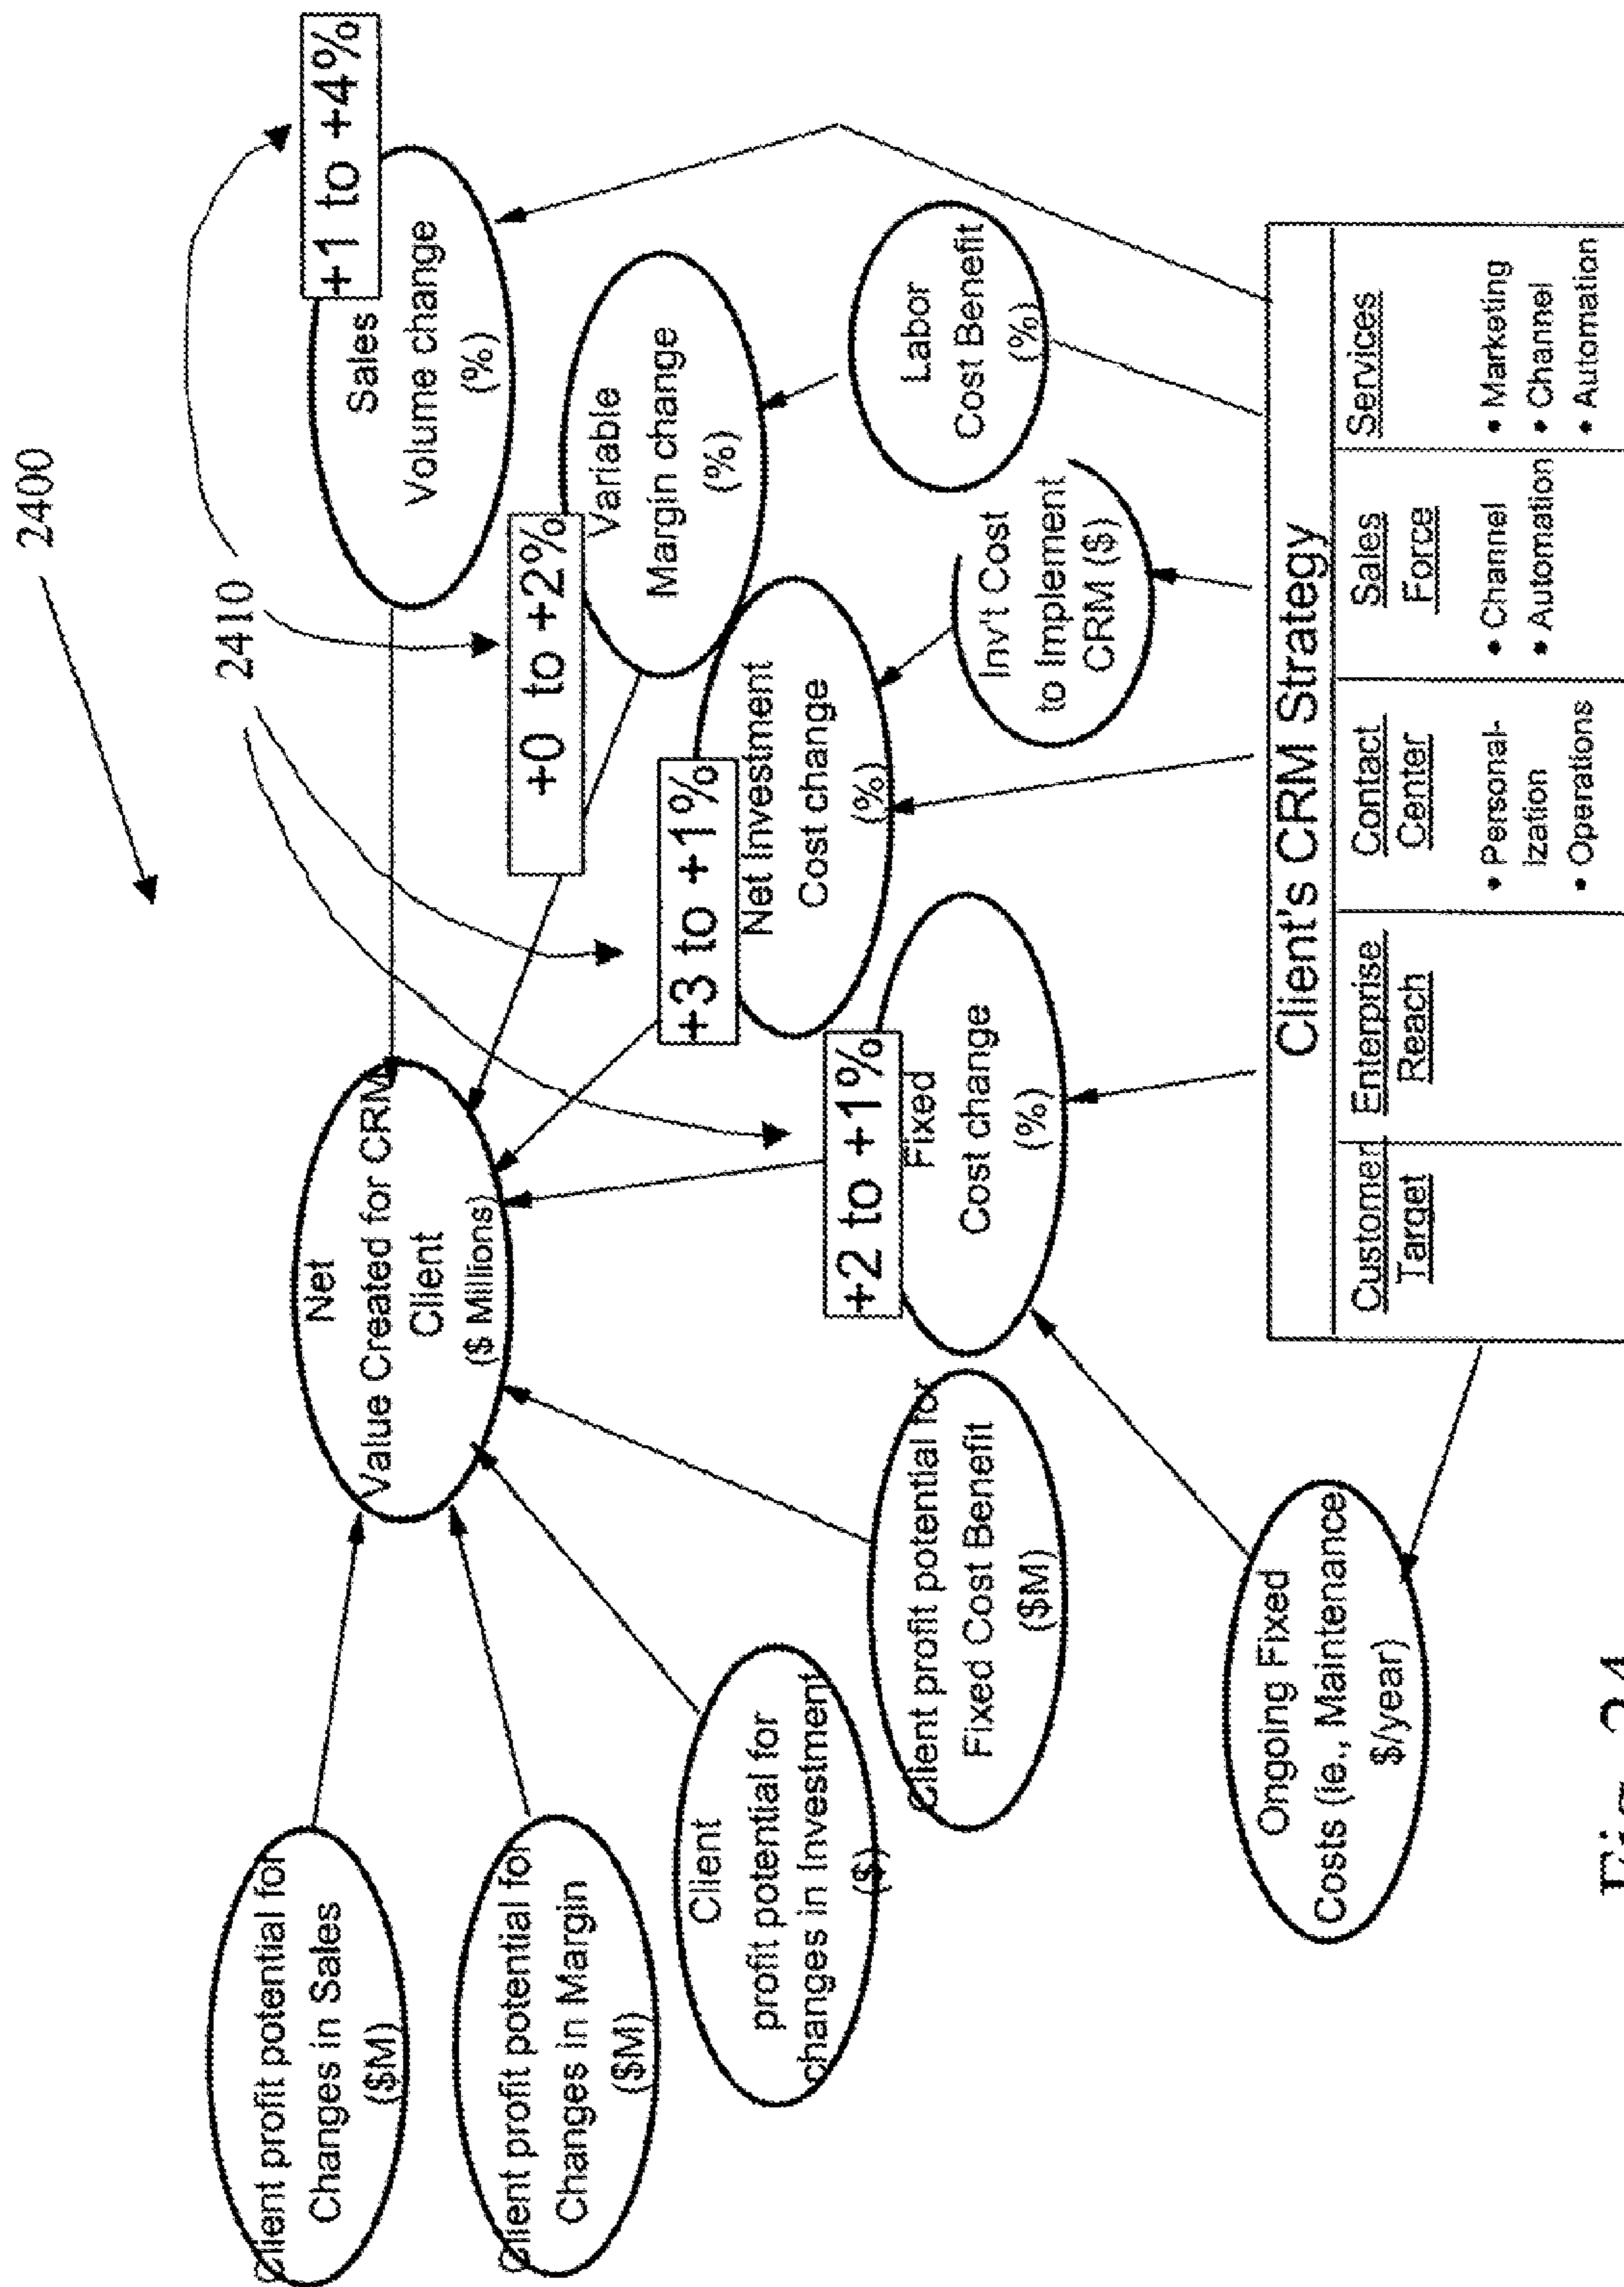 2400
2410
+1 to +4%
Sales
Volume change
(%)
+0 to +2%
Variable
Margin change
(%)
+3 to +1%
Net Investment
Cost change
(%)
+2 to +1%
Fixed
Cost change
(%)
Net
Value Created for CRM
Client
($ Millions)
Client profit potential for
Changes in Sales
($M)
Client profit potential for
Changes in Margin
($M)
Client
profit potential for
changes in Investment
($)
Client profit potential for
Fixed Cost Benefit
($M)
Labor
Cost Benefit
(%)
Inv't Cost
to Implement
CRM ($)
Ongoing Fixed
Costs (ie., Maintenance
$/year)
Client's CRM Strategy
Customer
Target
Enterprise
Reach
Contact
Center
• Personal-
ization
• Operations
Sales
Force
• Channel
• Automation
Services
• Marketing
• Channel
• Automation
Fig. 24